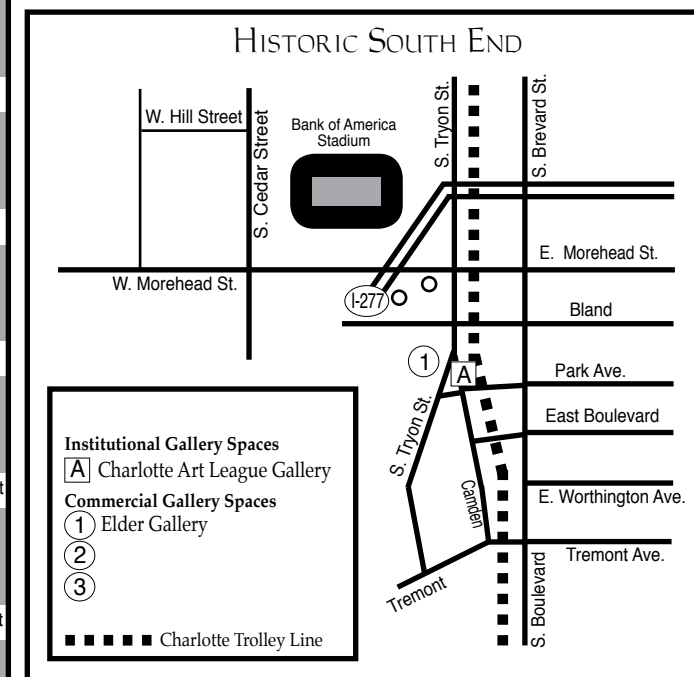 HISTORIC SOUTH END
W. Hill Street
S. Cedar Street
Bank of America
Stadium
S. Tryon St.
S. Brevard St.
E. Morehead St.
W. Morehead St.
I-277
Bland
1
A
Park Ave.
East Boulevard
S. Tryon St.
Camden
E. Worthington Ave.
Tremont Ave.
Tremont
S. Boulevard
Institutional Gallery Spaces
A Charlotte Art League Gallery
Commercial Gallery Spaces
1 Elder Gallery
2
3
Charlotte Trolley Line
t
t